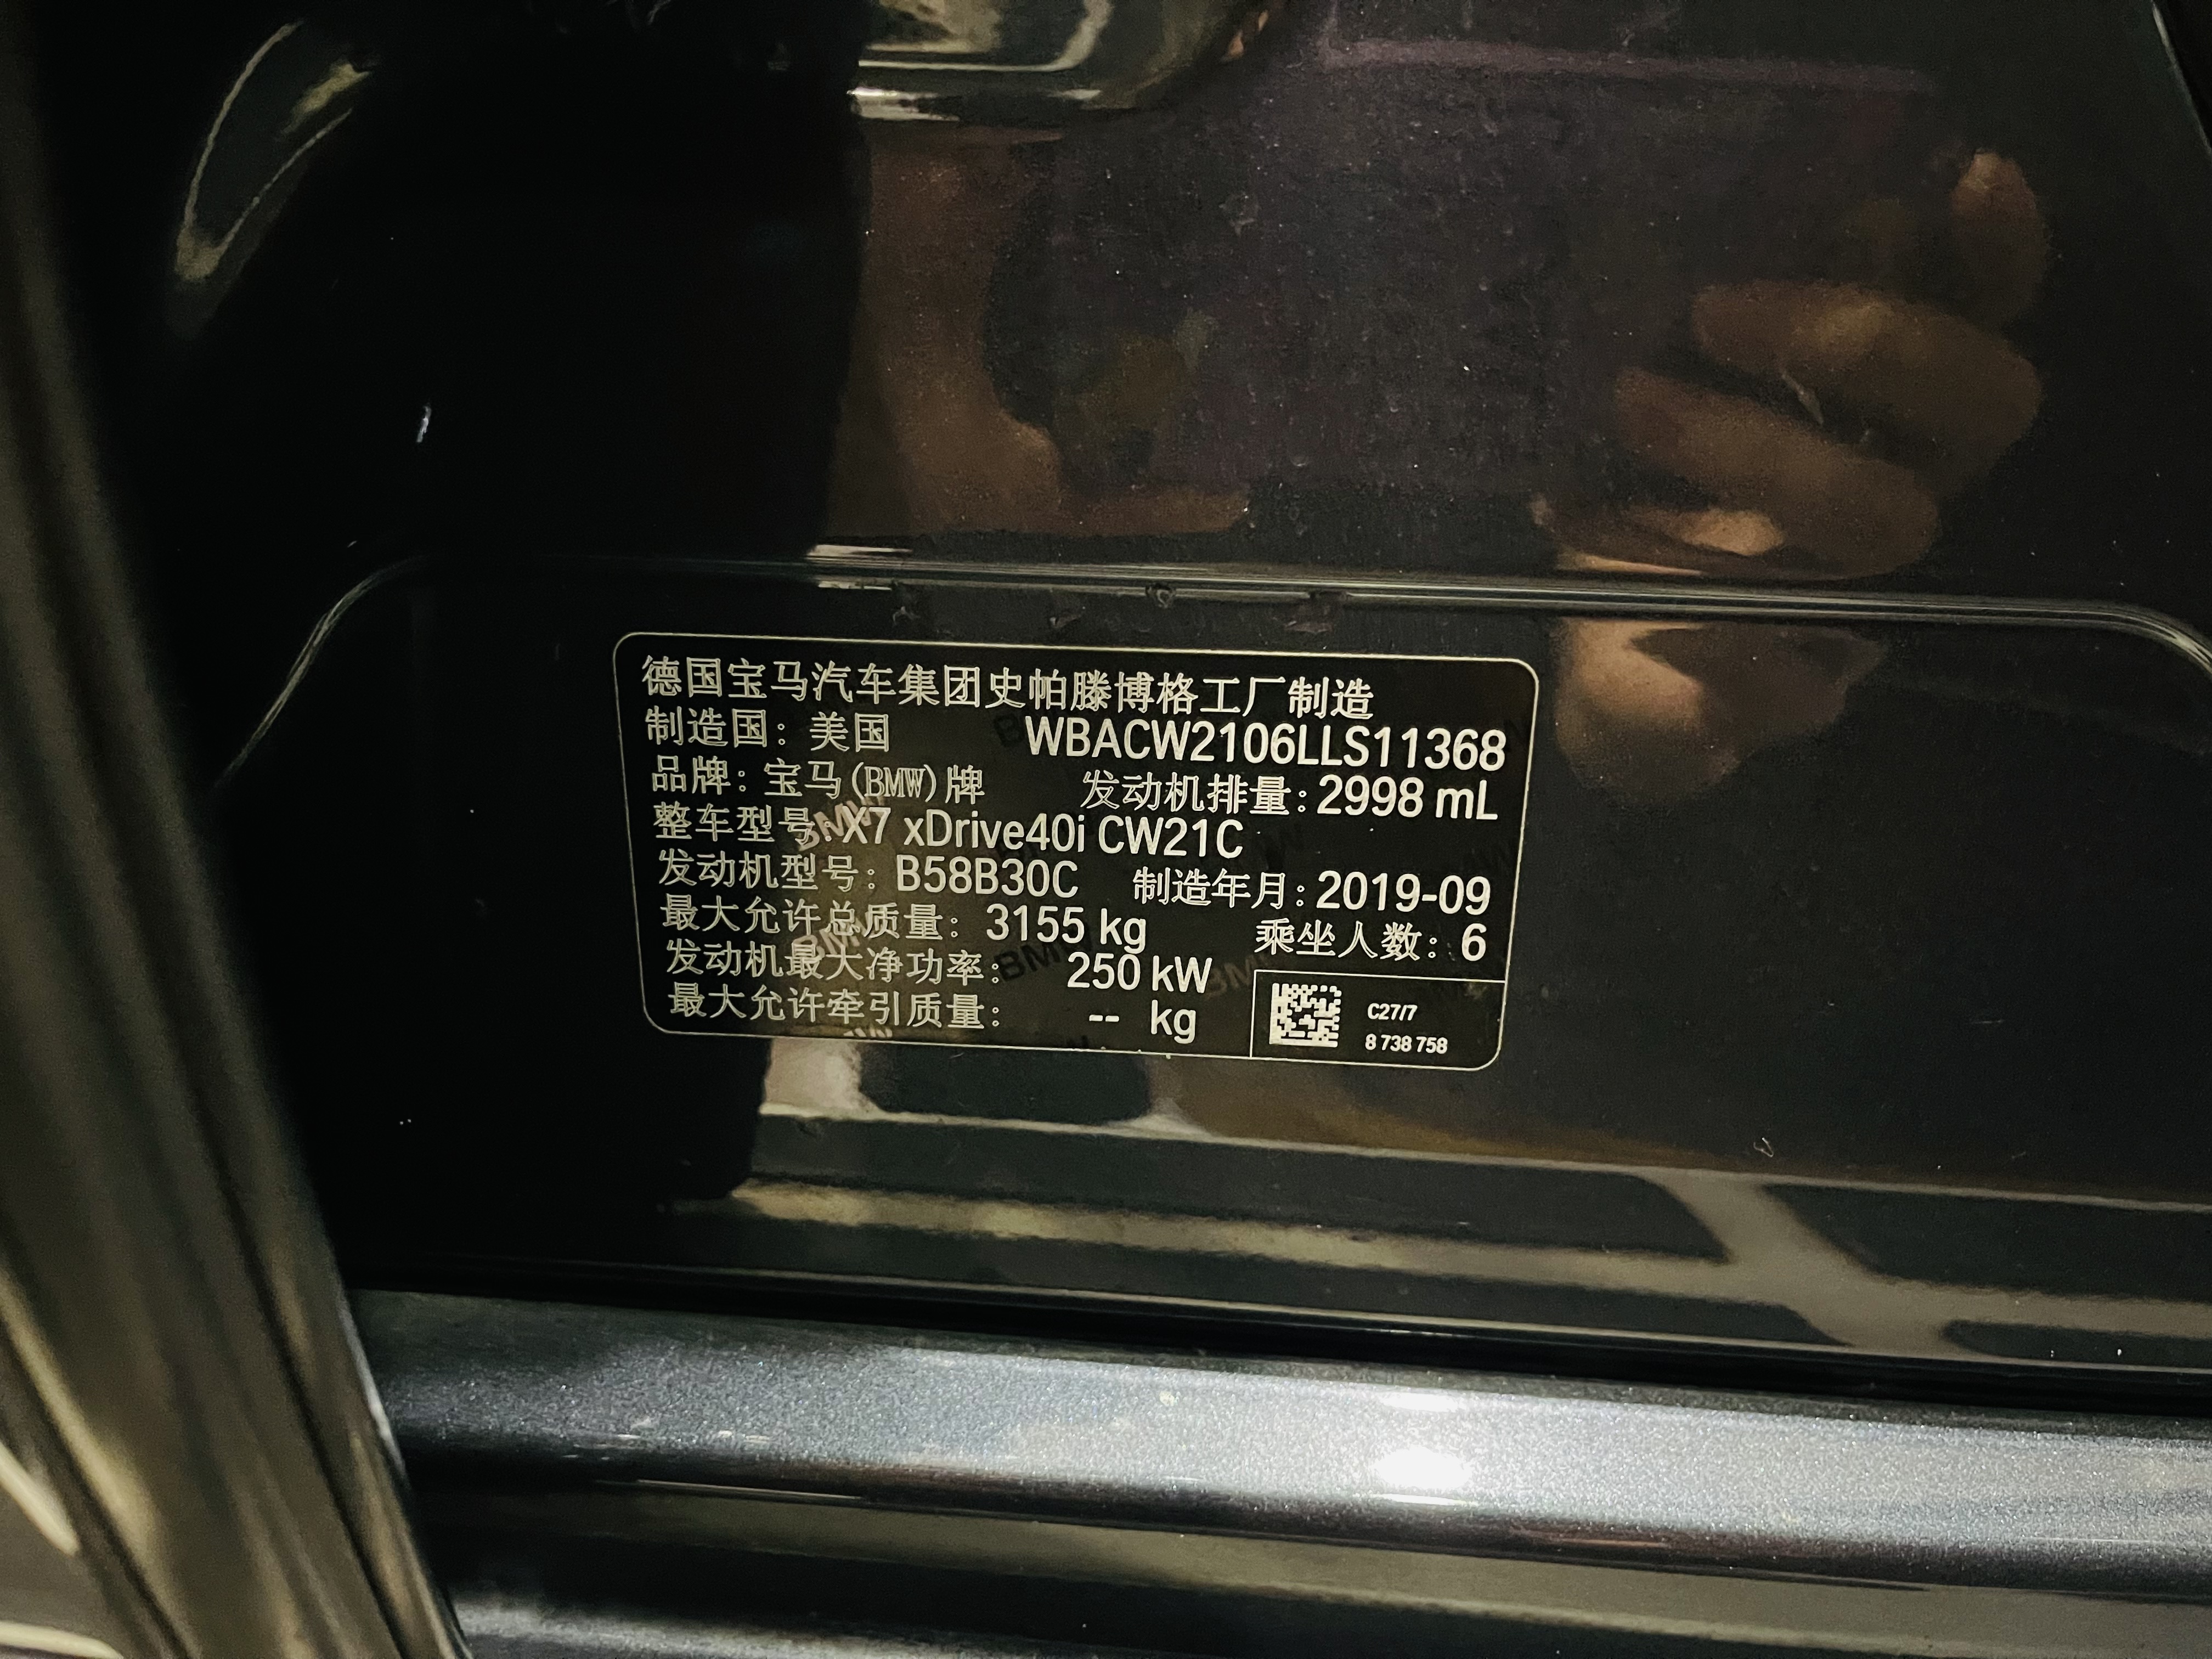 德国宝马汽车集团史帕滕博格工厂制造
制造国：美国 WBACW2106LLS11368
品牌：宝马(BMW)牌 发动机排量：2998 mL
整车型号：X7 xDrive40i CW21C
发动机型号：B58B30C 制造年月：2019-09
最大允许总质量：3155 kg 乘坐人数：6
发动机最大净功率：250 kW
最大允许牵引质量：-- kg
C27/7
8 738 758